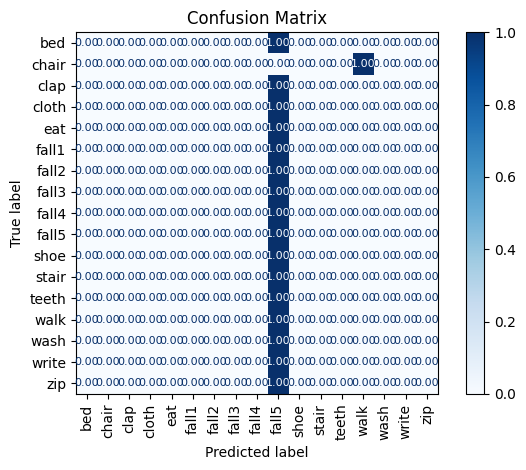 Confusion Matrix
bed 0.00 0.00 0.00 0.00 0.00 0.00 0.00 0.00 0.00 1.00 0.00 0.00 0.00 0.00 0.00 0.00 0.00
chair 0.00 0.00 0.00 0.00 0.00 0.00 0.00 0.00 0.00 0.00 0.00 0.00 0.00 1.00 0.00 0.00 0.00
clap 0.00 0.00 0.00 0.00 0.00 0.00 0.00 0.00 0.00 1.00 0.00 0.00 0.00 0.00 0.00 0.00 0.00
cloth 0.00 0.00 0.00 0.00 0.00 0.00 0.00 0.00 0.00 1.00 0.00 0.00 0.00 0.00 0.00 0.00 0.00
eat 0.00 0.00 0.00 0.00 0.00 0.00 0.00 0.00 0.00 1.00 0.00 0.00 0.00 0.00 0.00 0.00 0.00
fall1 0.00 0.00 0.00 0.00 0.00 0.00 0.00 0.00 0.00 1.00 0.00 0.00 0.00 0.00 0.00 0.00 0.00
fall2 0.00 0.00 0.00 0.00 0.00 0.00 0.00 0.00 0.00 1.00 0.00 0.00 0.00 0.00 0.00 0.00 0.00
fall3 0.00 0.00 0.00 0.00 0.00 0.00 0.00 0.00 0.00 1.00 0.00 0.00 0.00 0.00 0.00 0.00 0.00
fall4 0.00 0.00 0.00 0.00 0.00 0.00 0.00 0.00 0.00 1.00 0.00 0.00 0.00 0.00 0.00 0.00 0.00
fall5 0.00 0.00 0.00 0.00 0.00 0.00 0.00 0.00 0.00 1.00 0.00 0.00 0.00 0.00 0.00 0.00 0.00
shoe 0.00 0.00 0.00 0.00 0.00 0.00 0.00 0.00 0.00 1.00 0.00 0.00 0.00 0.00 0.00 0.00 0.00
stair 0.00 0.00 0.00 0.00 0.00 0.00 0.00 0.00 0.00 1.00 0.00 0.00 0.00 0.00 0.00 0.00 0.00
teeth 0.00 0.00 0.00 0.00 0.00 0.00 0.00 0.00 0.00 1.00 0.00 0.00 0.00 0.00 0.00 0.00 0.00
walk 0.00 0.00 0.00 0.00 0.00 0.00 0.00 0.00 0.00 1.00 0.00 0.00 0.00 0.00 0.00 0.00 0.00
wash 0.00 0.00 0.00 0.00 0.00 0.00 0.00 0.00 0.00 1.00 0.00 0.00 0.00 0.00 0.00 0.00 0.00
write 0.00 0.00 0.00 0.00 0.00 0.00 0.00 0.00 0.00 1.00 0.00 0.00 0.00 0.00 0.00 0.00 0.00
zip 0.00 0.00 0.00 0.00 0.00 0.00 0.00 0.00 0.00 1.00 0.00 0.00 0.00 0.00 0.00 0.00 0.00
True label
bed chair clap cloth eat fall1 fall2 fall3 fall4 fall5 shoe stair teeth walk wash write zip
Predicted label
1.0
0.8
0.6
0.4
0.2
0.0